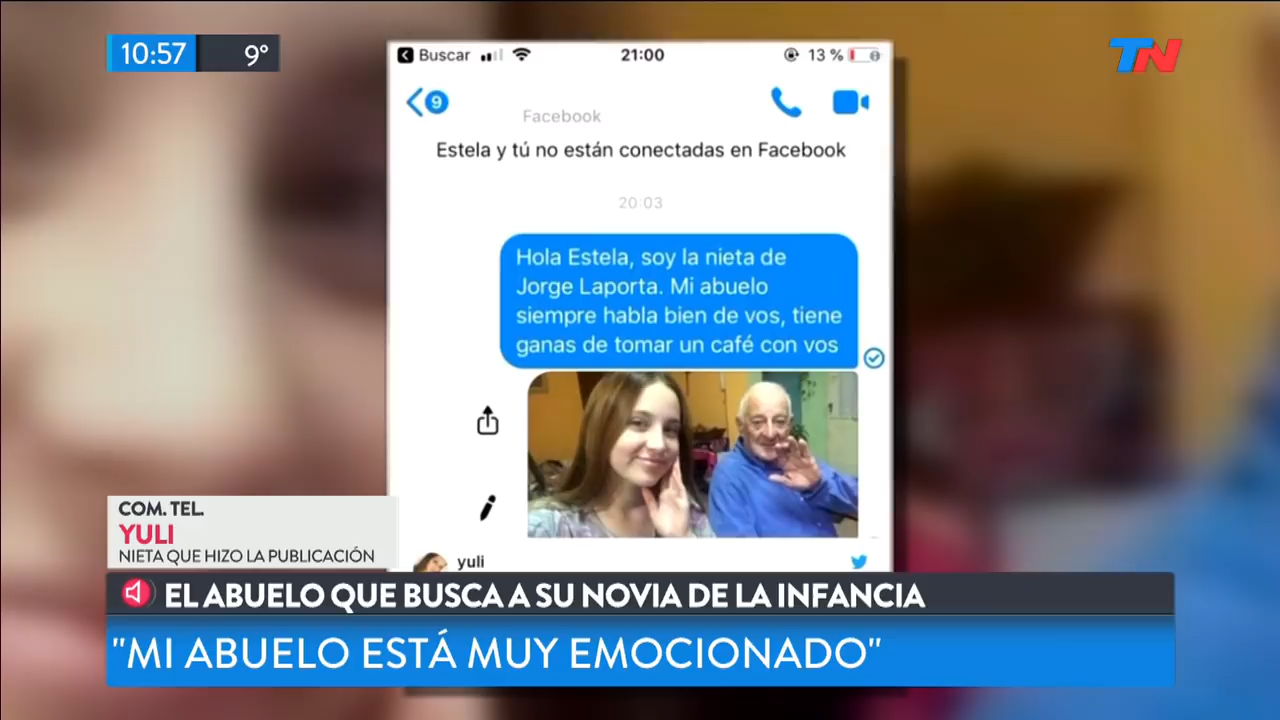 10:57
9°
TN
Buscar
21:00
13 %
9
Facebook
Estela y tú no están conectadas en Facebook
20:03
Hola Estela, soy la nieta de
Jorge Laporta. Mi abuelo
siempre habla bien de vos, tiene
ganas de tomar un café con vos
yuli
COM. TEL.
YULI
NIETA QUE HIZO LA PUBLICACIÓN
EL ABUELO QUE BUSCA A SU NOVIA DE LA INFANCIA
"MI ABUELO ESTÁ MUY EMOCIONADO"